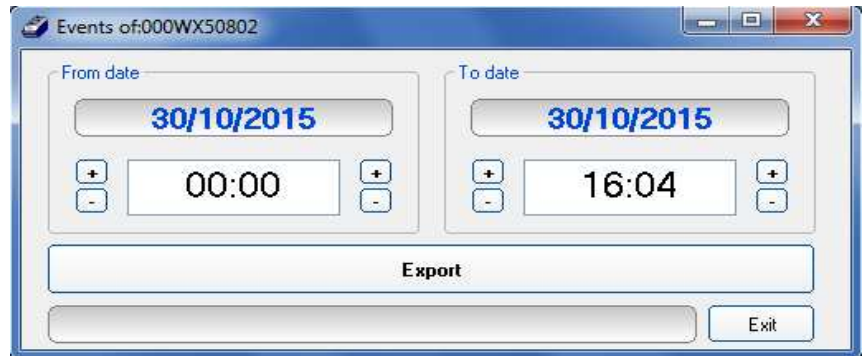 Events of:000WX50802
From date
To date
30/10/2015
30/10/2015
+ 00:00 +
- -
+ 16:04 +
- -
Export
Exit